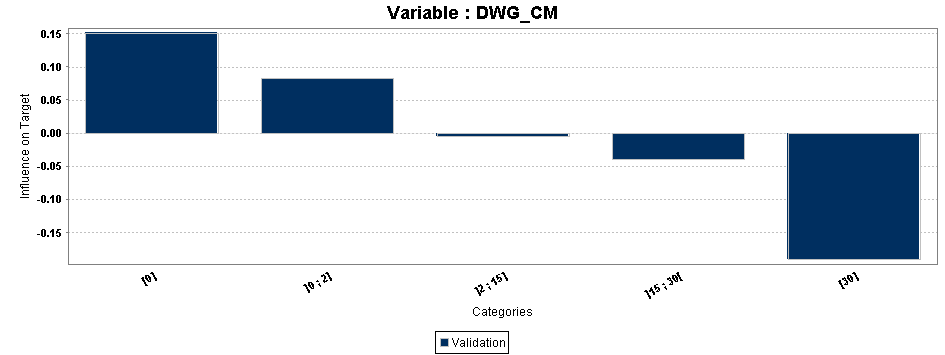 Variable : DWG_CM
0.15
0.10
0.05
0.00
-0.05
-0.10
-0.15
Influence on Target
[0]
]0 ; 2]
]2 ; 15]
]15 ; 30[
[30]
Categories
Validation